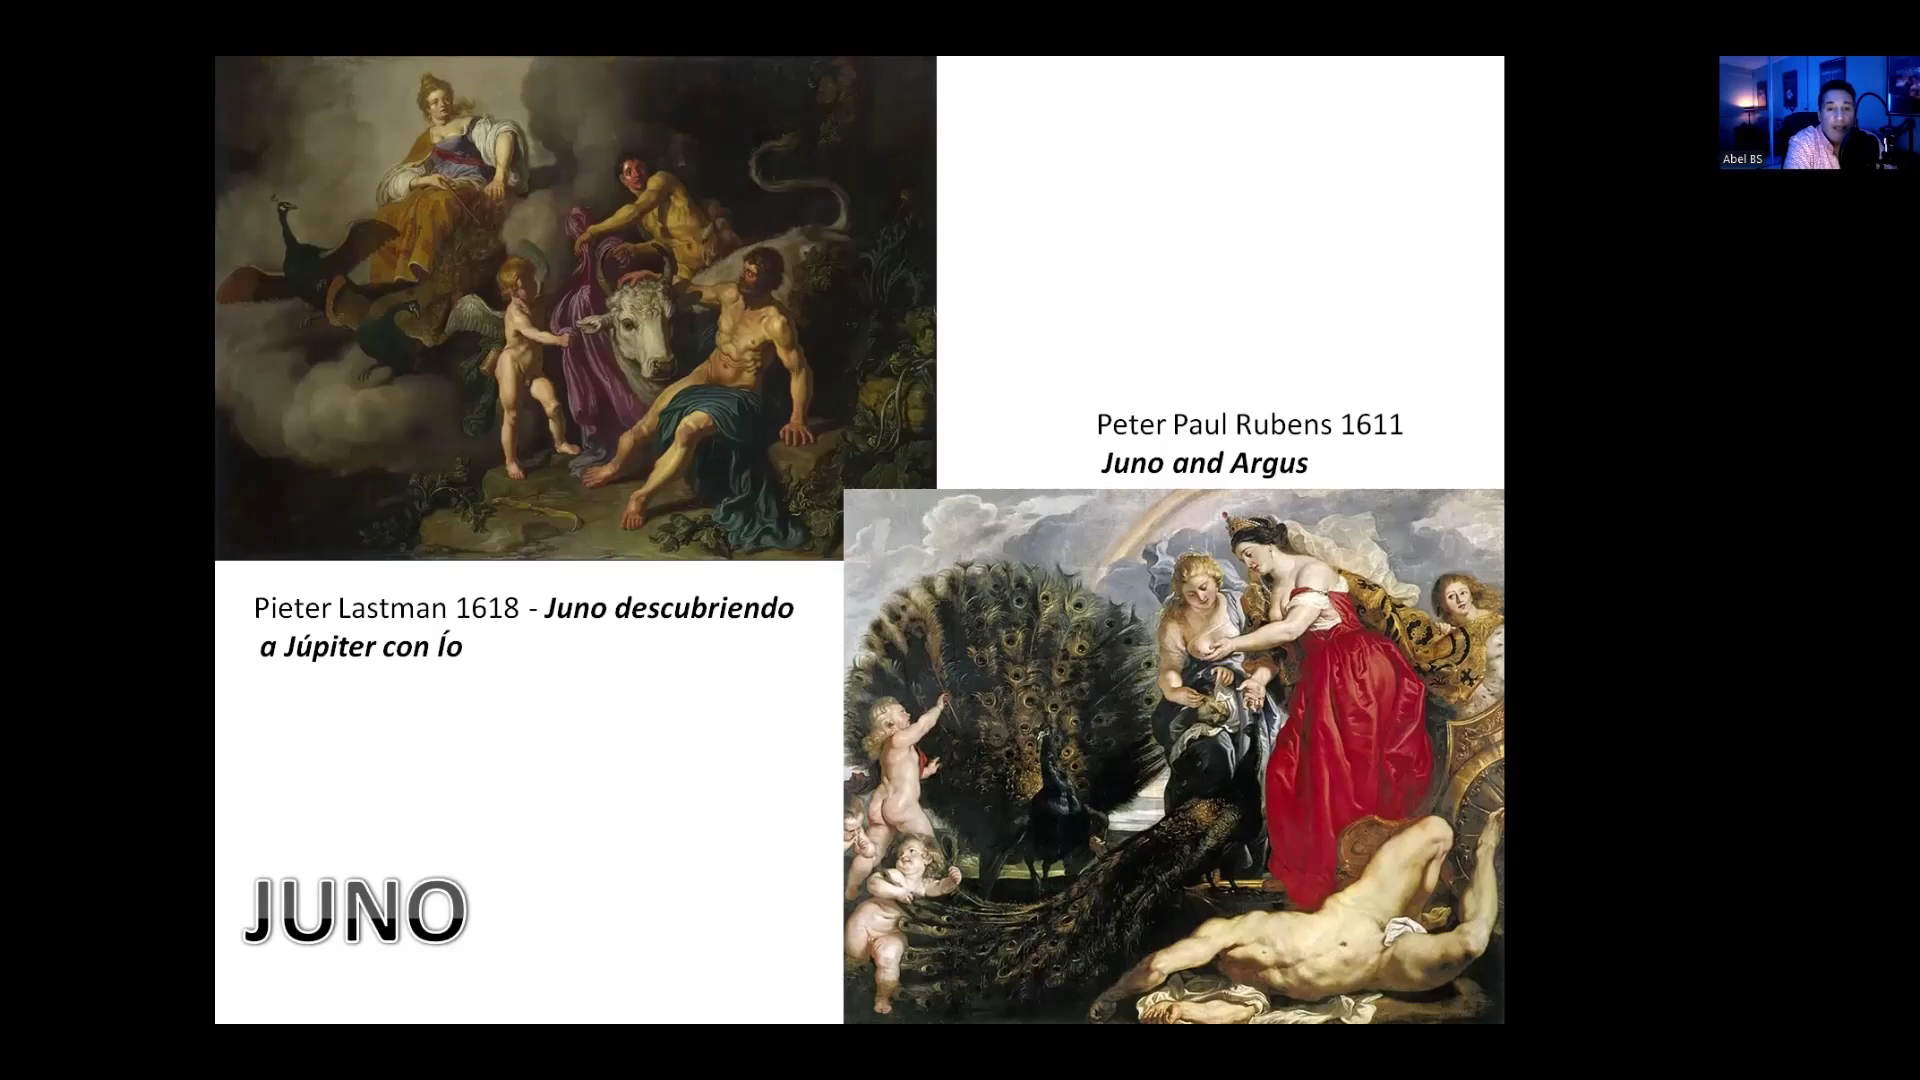 Abel BS
Peter Paul Rubens 1611
Juno and Argus
Pieter Lastman 1618 - Juno descubriendo
a Júpiter con Ío
JUNO